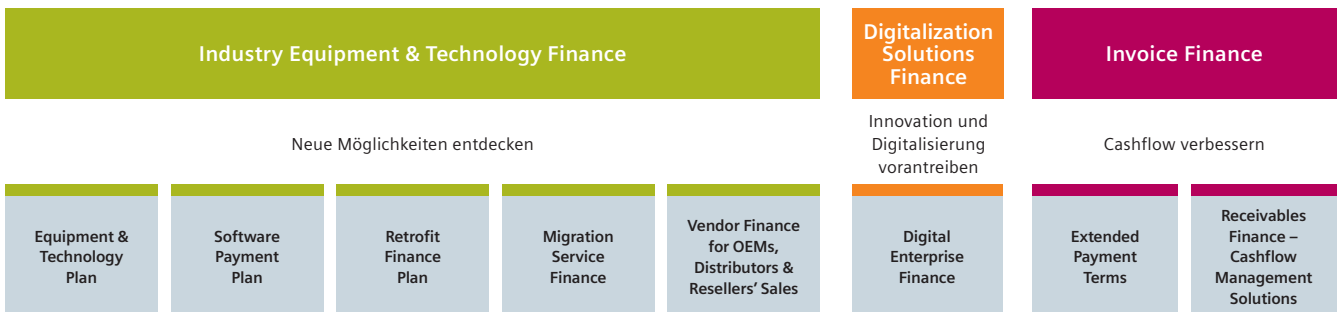 Industry Equipment & Technology Finance
Digitalization
Solutions
Finance
Invoice Finance
Neue Möglichkeiten entdecken
Innovation und
Digitalisierung
vorantreiben
Cashflow verbessern
Equipment &
Technology
Plan
Software
Payment
Plan
Retrofit
Finance
Plan
Migration
Service
Finance
Vendor Finance
for OEMs,
Distributors &
Resellers’ Sales
Digital
Enterprise
Finance
Extended
Payment
Terms
Receivables
Finance –
Cashflow
Management
Solutions